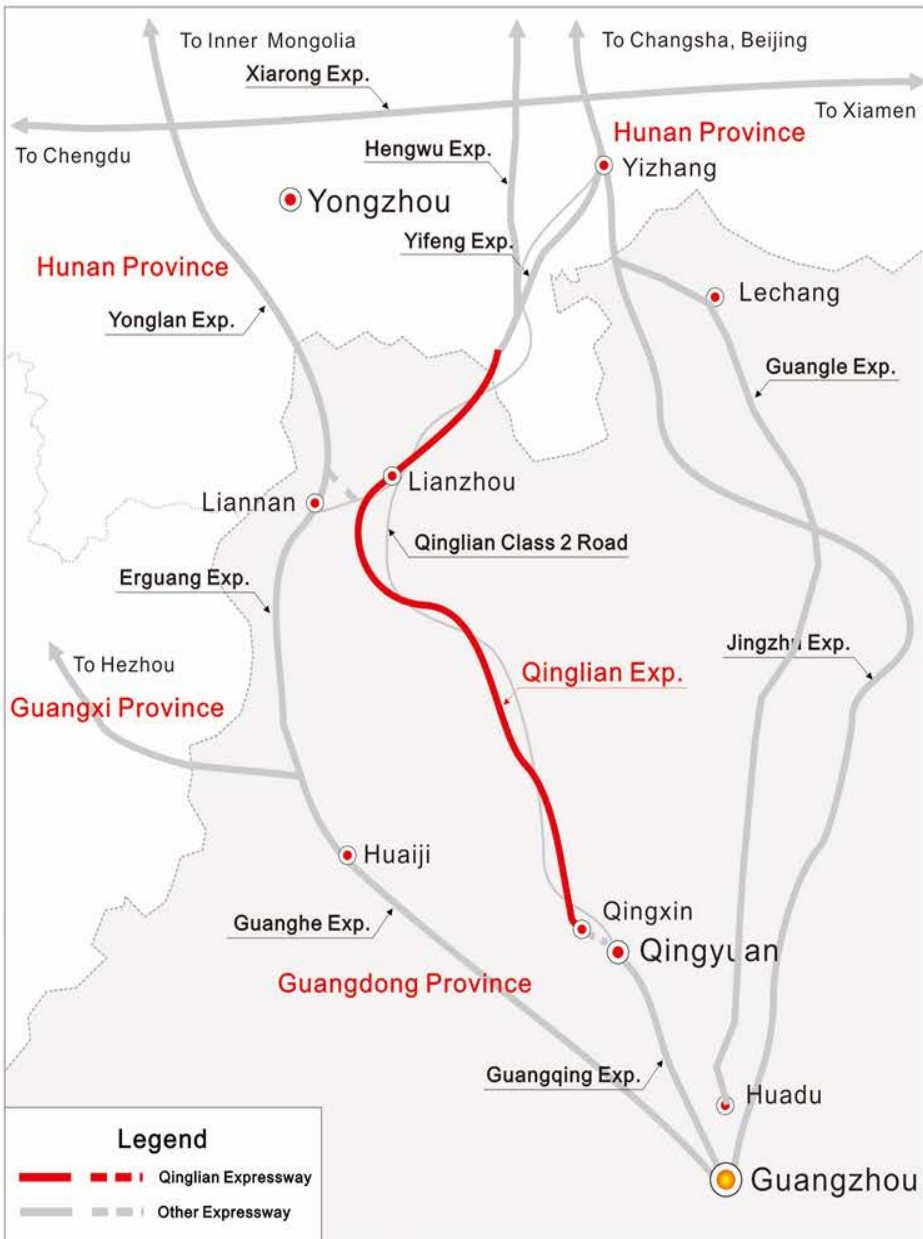 To Inner Mongolia
To Changsha, Beijing
Xiarong Exp.
To Xiamen
To Chengdu
Hunan Province
Hengwu Exp.
Yizhang
Yongzhou
Yifeng Exp.
Hunan Province
Lechang
Yonglan Exp.
Guangle Exp.
Lianzhou
Liannan
Qinglian Class 2 Road
Erguang Exp.
Jingzhu Exp.
To Hezhou
Qinglian Exp.
Guangxi Province
Huaiji
Qingxin
Guanghe Exp.
Qingyuan
Guangdong Province
Guangqing Exp.
Huadu
Legend
Qinglian Expressway
Guangzhou
Other Expressway